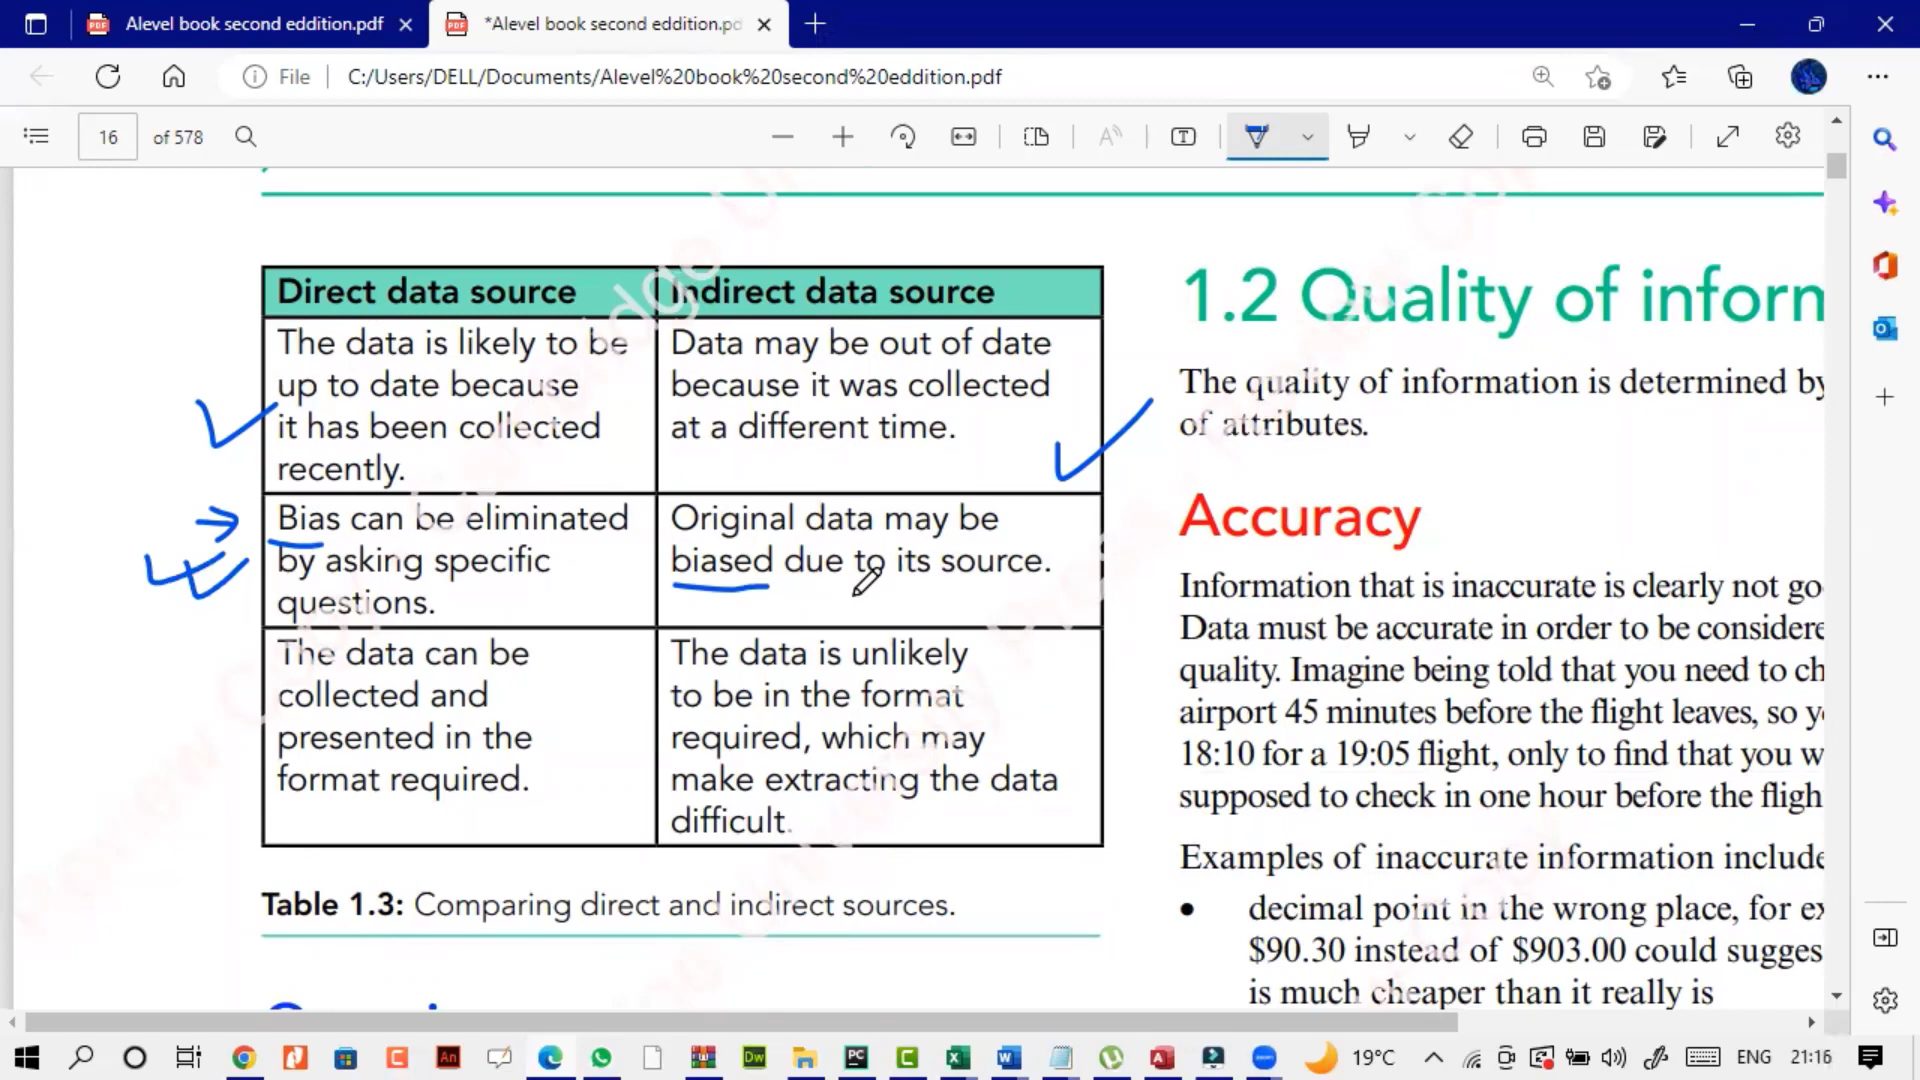 Alevel book second eddition.pdf
*Alevel book second eddition.pd
File
C:/Users/DELL/Documents/Alevel%20book%20second%20eddition.pdf
16 of 578
Direct data source
Indirect data source
The data is likely to be
up to date because
it has been collected
recently.
Data may be out of date
because it was collected
at a different time.
Bias can be eliminated
by asking specific
questions.
Original data may be
biased due to its source.
The data can be
collected and
presented in the
format required.
The data is unlikely
to be in the format
required, which may
make extracting the data
difficult.
Table 1.3: Comparing direct and indirect sources.
1.2 Quality of inform
The quality of information is determined by
of attributes.
Accuracy
Information that is inaccurate is clearly not go
Data must be accurate in order to be considere
quality. Imagine being told that you need to ch
airport 45 minutes before the flight leaves, so y
18:10 for a 19:05 flight, only to find that you w
supposed to check in one hour before the fligh
Examples of inaccurate information include
• decimal point in the wrong place, for ex
$90.30 instead of $903.00 could sugges
is much cheaper than it really is
19°C
ENG
21:16